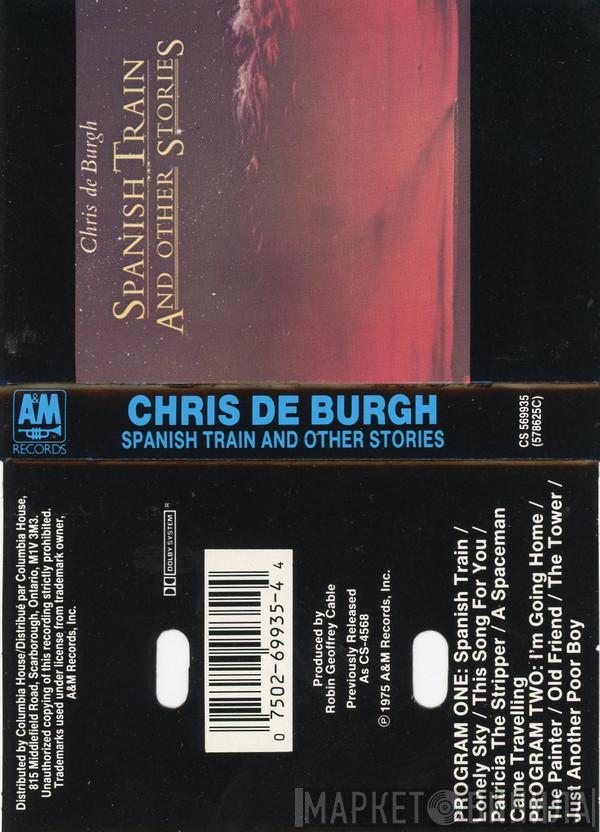 Chris de Burgh
SPANISH TRAIN
AND OTHER STORIES
A&M
RECORDS
CHRIS DE BURGH
SPANISH TRAIN AND OTHER STORIES
CS 569935
(578625C)
Distributed by Columbia House/Distribué par Columbia House,
815 Middlefield Road, Scarborough, Ontario, M1V 3M3.
Unauthorized copying of this recording strictly prohibited.
Trademarks used under license from trademark owner,
A&M Records, Inc.
DOLBY SYSTEM ®
0 7502-69935-4 4
Produced by
Robin Geoffrey Cable
Previously Released
As CS-4568
℗ 1975 A&M Records, Inc.
PROGRAM ONE: Spanish Train /
Lonely Sky / This Song For You /
Patricia The Stripper / A Spaceman
Came Travelling
PROGRAM TWO: I'm Going Home /
The Painter / Old Friend / The Tower /
Just Another Poor Boy